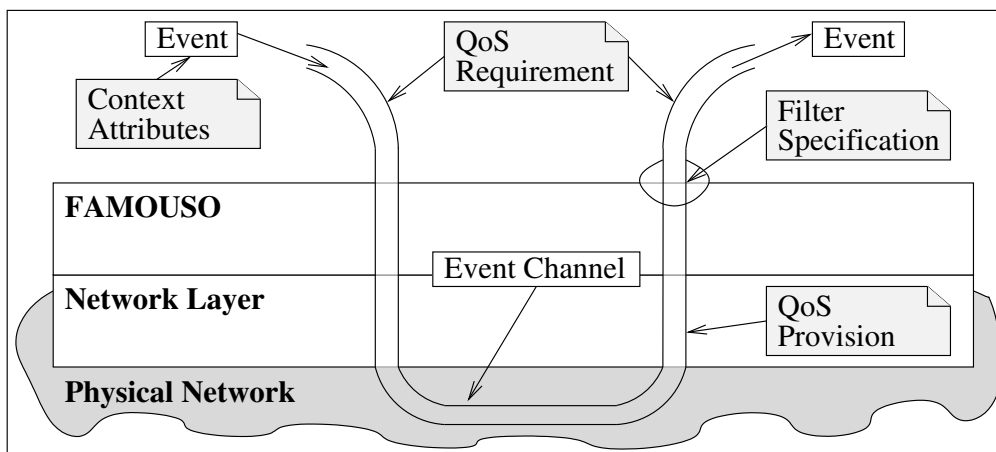 Event
QoS
Requirement
Event
Context
Attributes
Filter
Specification
FAMOUSO
Event Channel
Network Layer
QoS
Provision
Physical Network